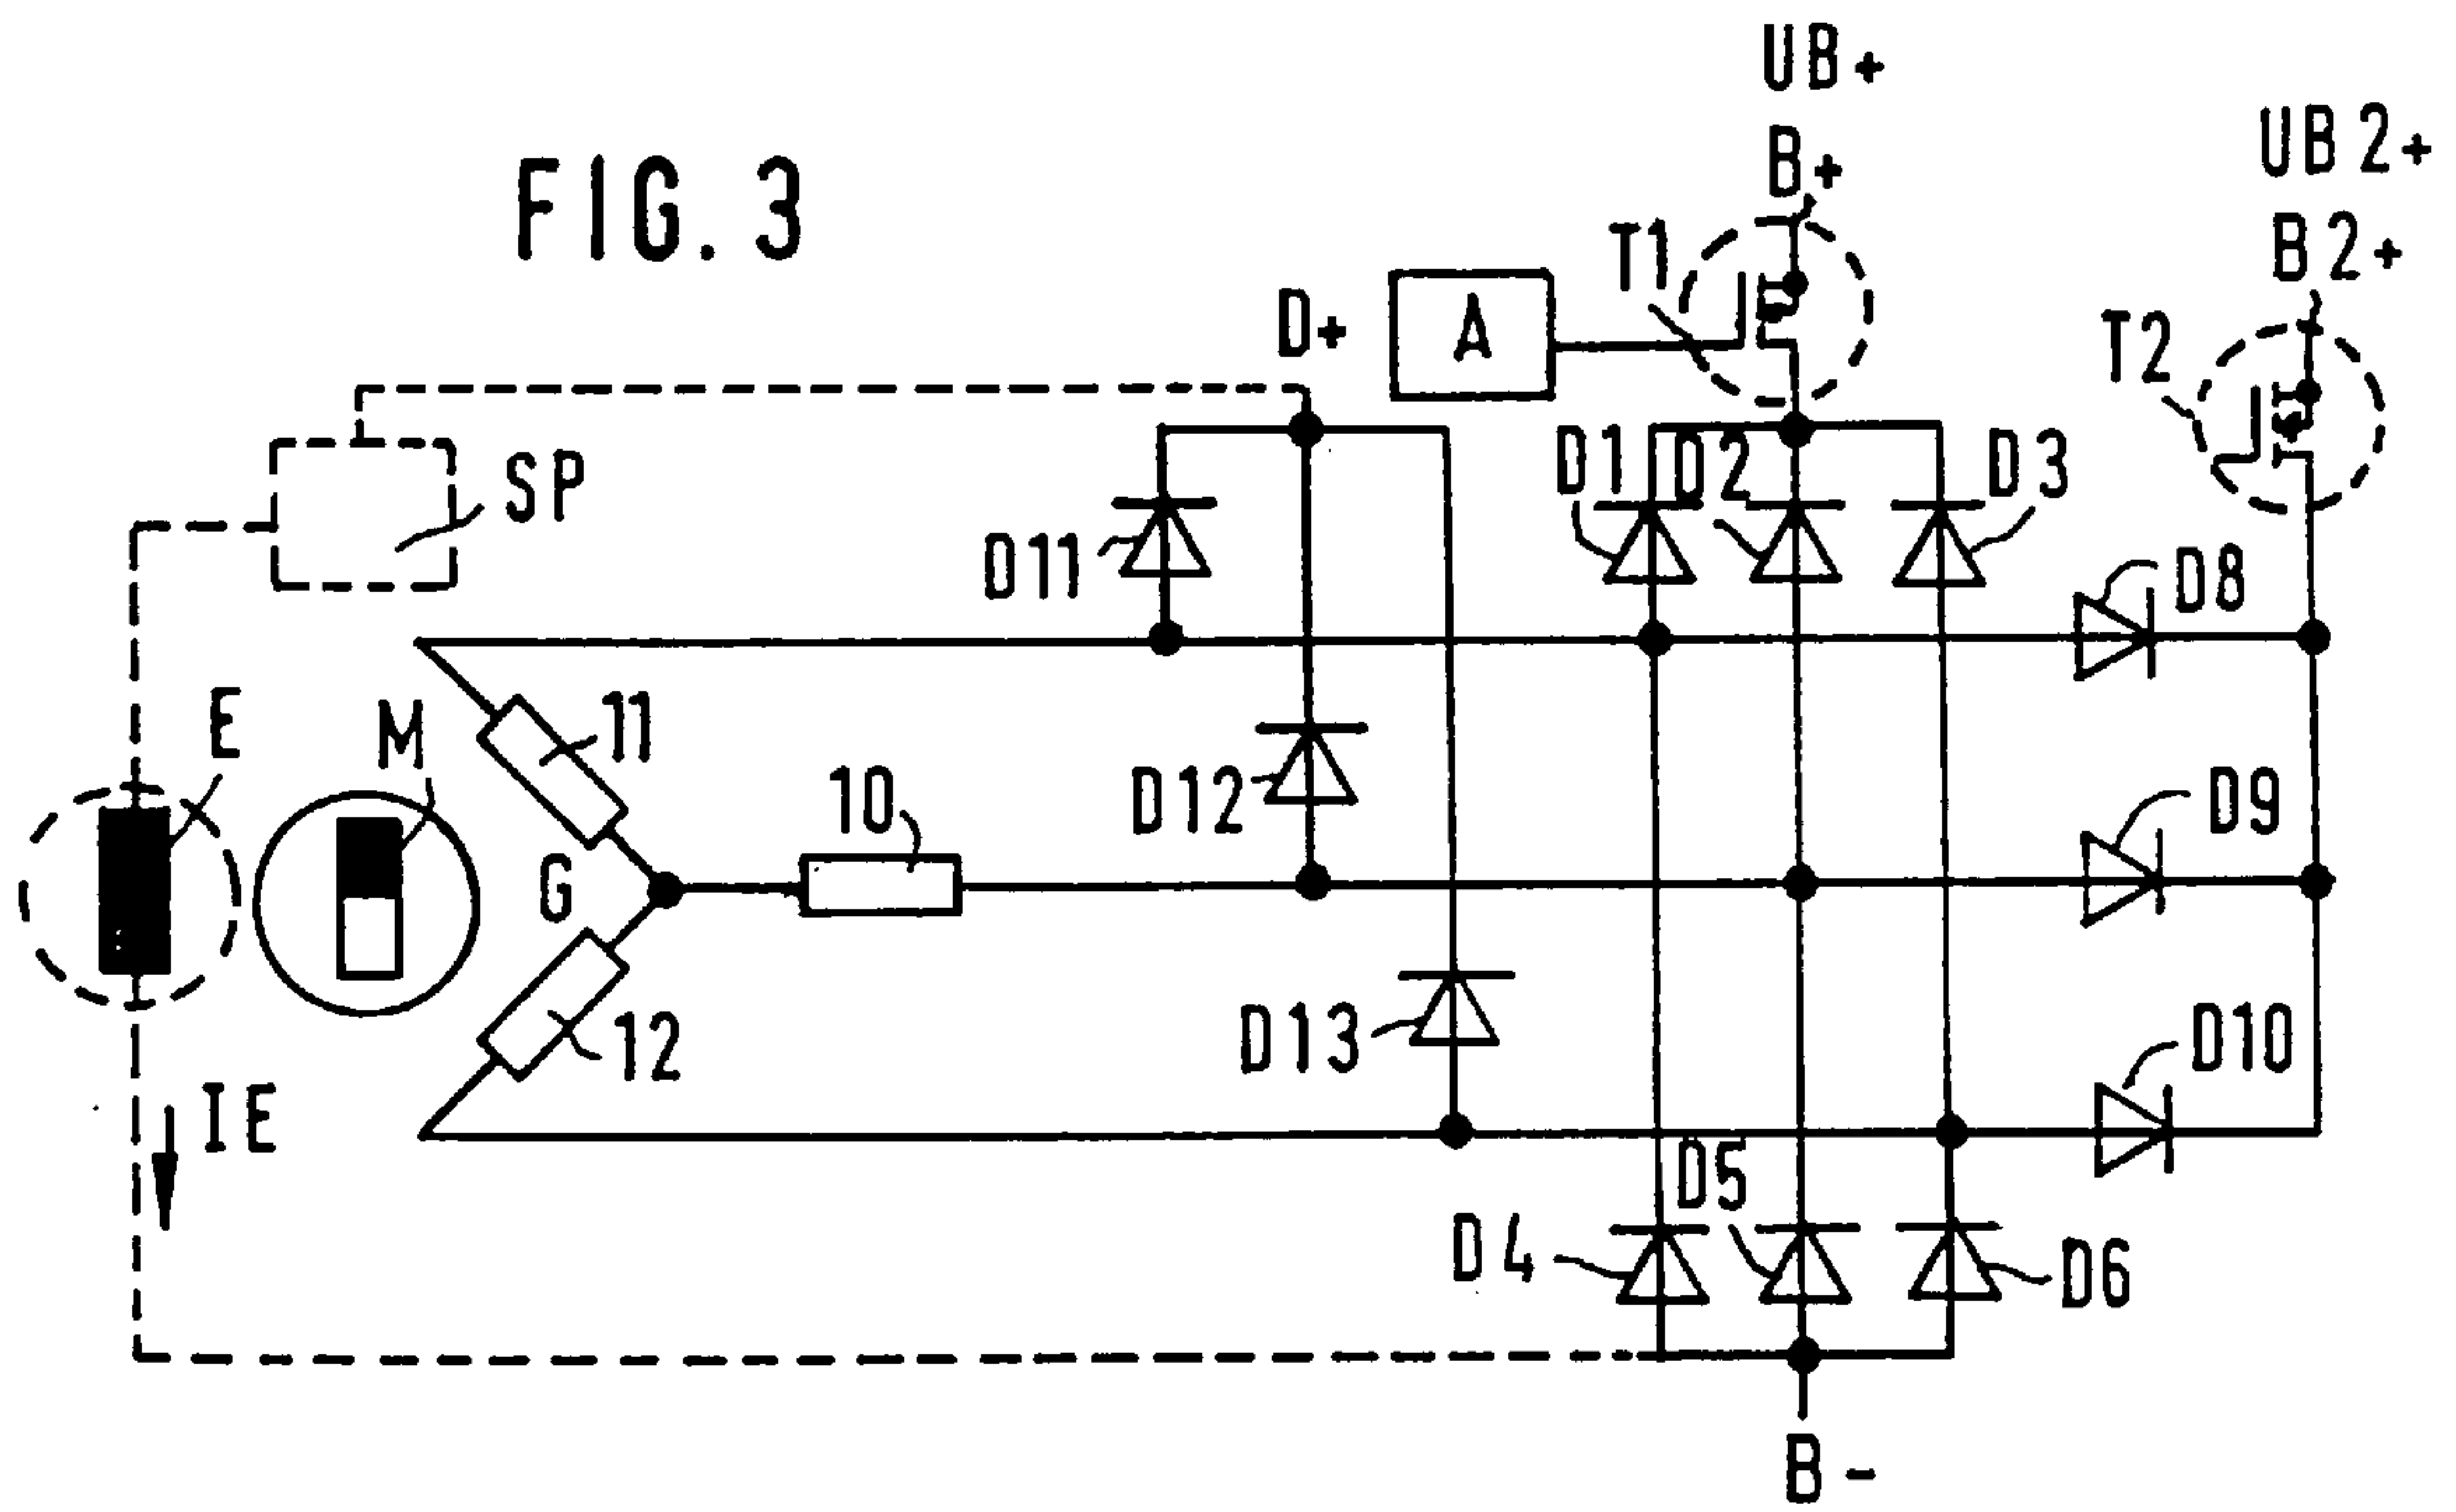 UB+
UB2+
B+
FIG. 3
B2+
T1
D+
A
T2
D1
D2
D3
SP
D11
D8
E
M
11
10
D12
D9
G
D13
12
D10
IE
D5
D4
D6
B-